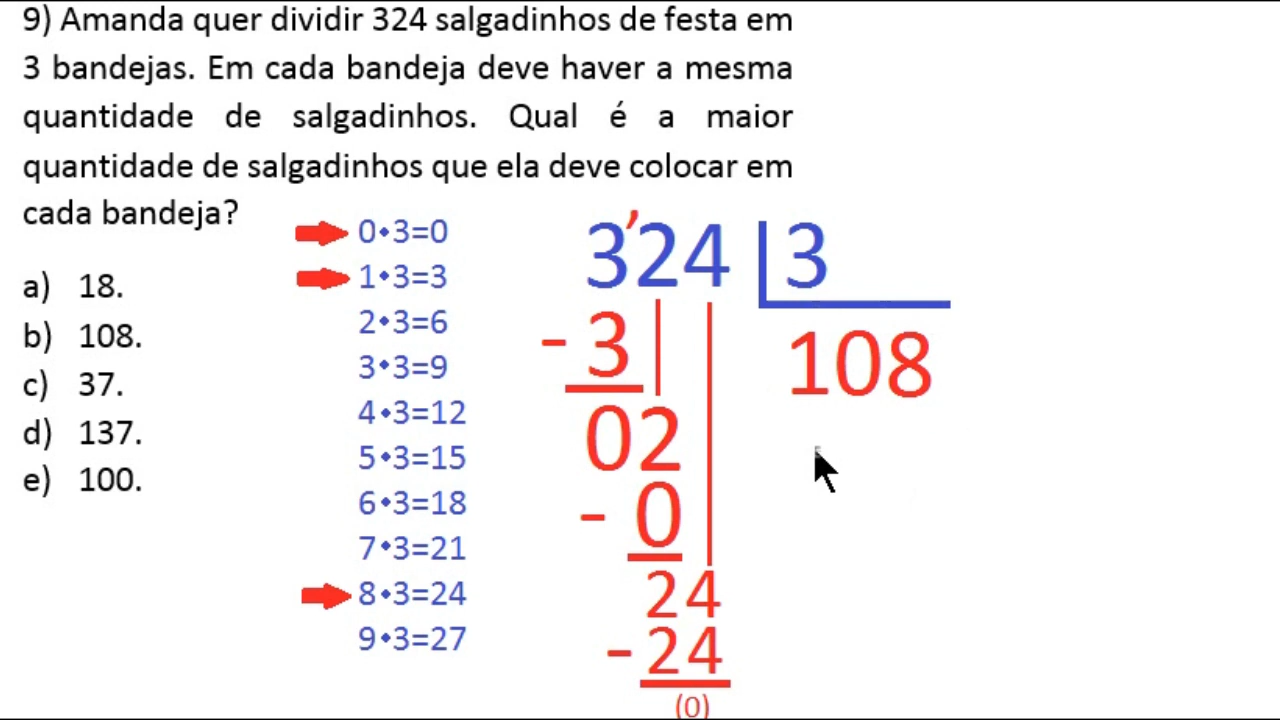 9) Amanda quer dividir 324 salgadinhos de festa em
3 bandejas. Em cada bandeja deve haver a mesma
quantidade de salgadinhos. Qual é a maior
quantidade de salgadinhos que ela deve colocar em
cada bandeja?
a) 18.
b) 108.
c) 37.
d) 137.
e) 100.
0•3=0
1•3=3
2•3=6
3•3=9
4•3=12
5•3=15
6•3=18
7•3=21
8•3=24
9•3=27
3'24 3
- 3 108
02
- 0
24
-24
(0)